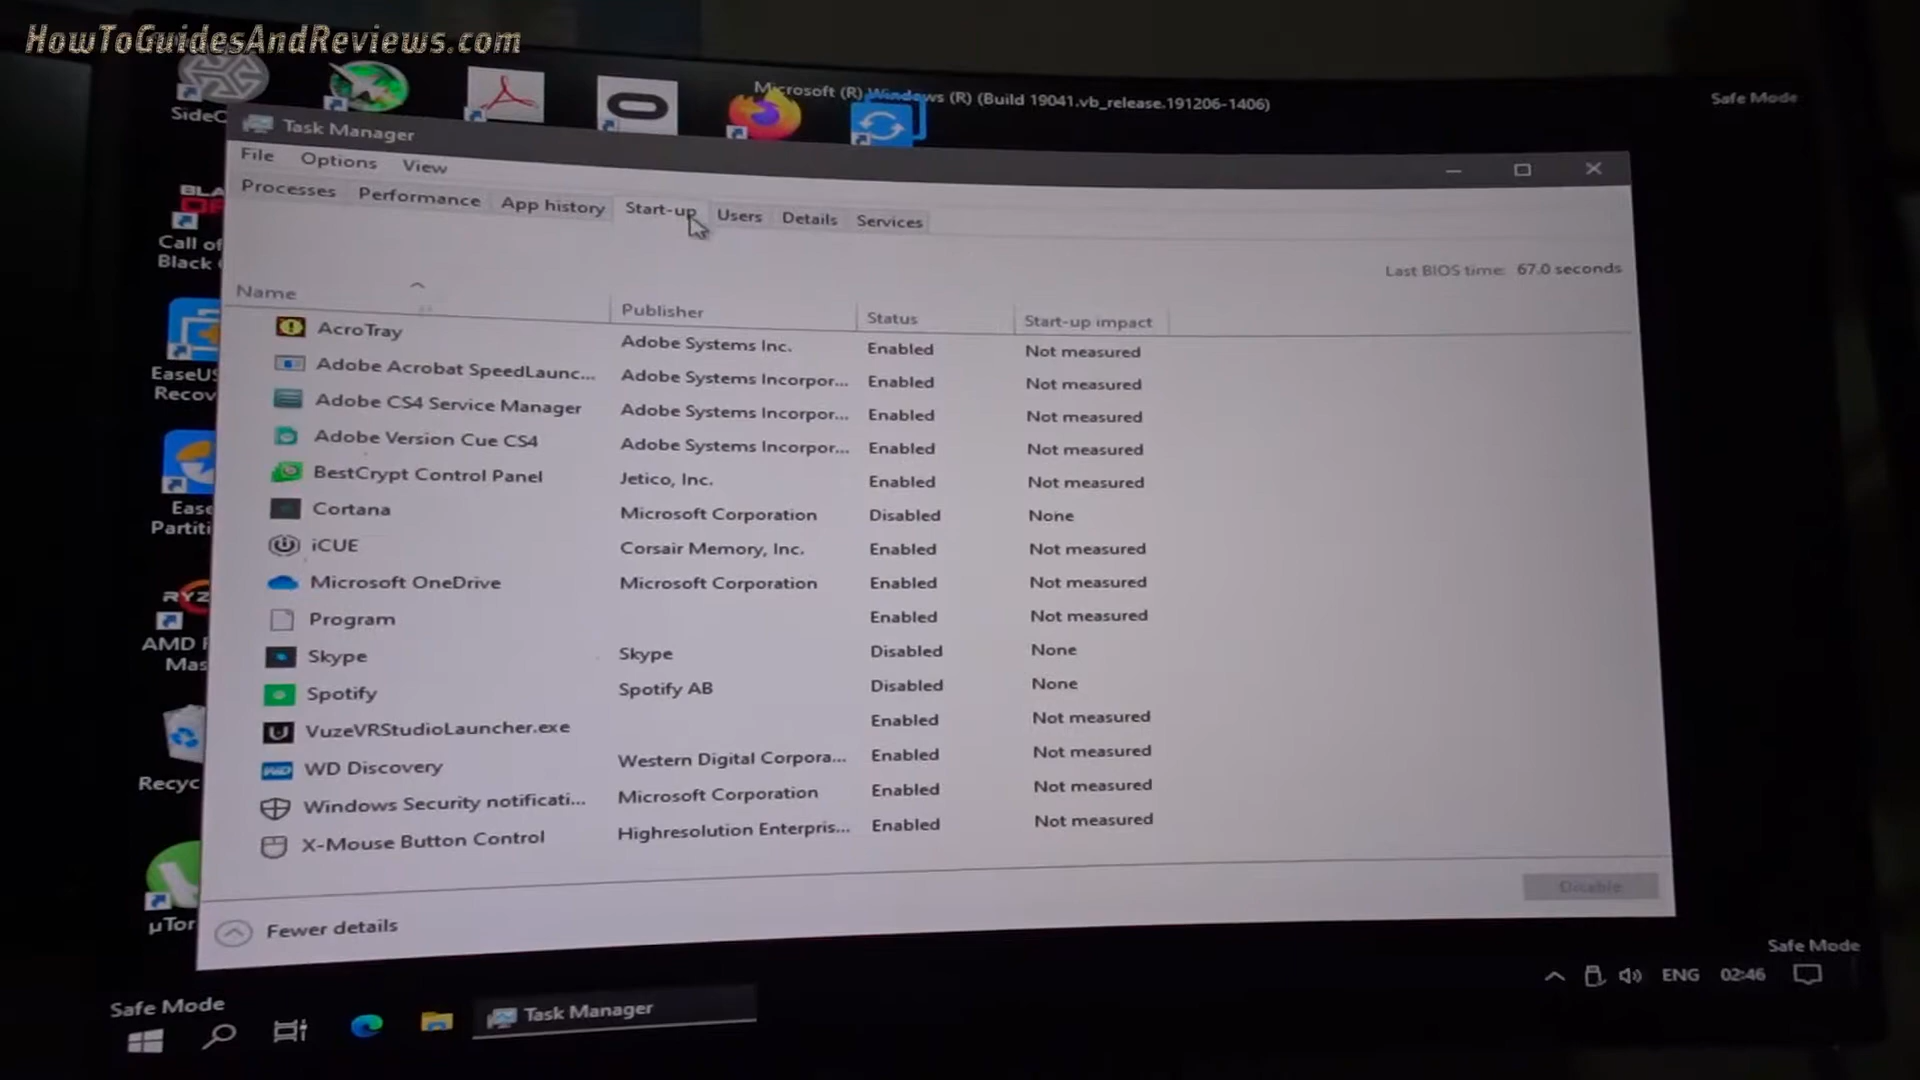 HowToGuidesAndReviews.com
Microsoft (R) Windows (R) (Build 19041.vb_release.191206-1406)
Safe Mode
Task Manager
File Options View
Processes Performance App history Start-up Users Details Services
Last BIOS time: 67.0 seconds
Name Publisher Status Start-up impact
AcroTray Adobe Systems Inc. Enabled Not measured
Adobe Acrobat SpeedLaunc... Adobe Systems Incorpor... Enabled Not measured
Adobe CS4 Service Manager Adobe Systems Incorpor... Enabled Not measured
Adobe Version Cue CS4 Adobe Systems Incorpor... Enabled Not measured
BestCrypt Control Panel Jetico, Inc. Enabled Not measured
Cortana Microsoft Corporation Disabled None
iCUE Corsair Memory, Inc. Enabled Not measured
Microsoft OneDrive Microsoft Corporation Enabled Not measured
Program Enabled Not measured
Skype Skype Disabled None
Spotify Spotify AB Disabled None
VuzeVRStudioLauncher.exe Enabled Not measured
WD Discovery Western Digital Corpora... Enabled Not measured
Windows Security notificati... Microsoft Corporation Enabled Not measured
X-Mouse Button Control Highresolution Enterpris... Enabled Not measured
Disable
Fewer details
SideC
Call of
Black
EaseUS
Recov
Ease
Partiti
RYZ
AMD R
Mas
Recyc
µTor
Safe Mode
ENG 02:46
Safe Mode
Task Manager